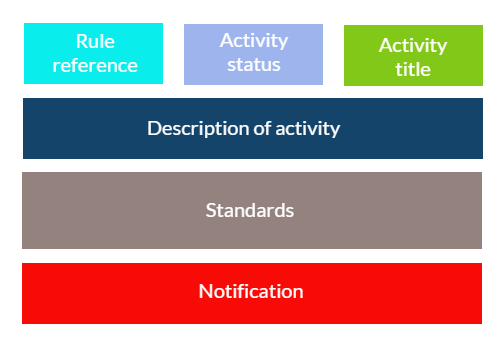 Rule
reference
Activity
status
Activity
title
Description of activity
Standards
Notification